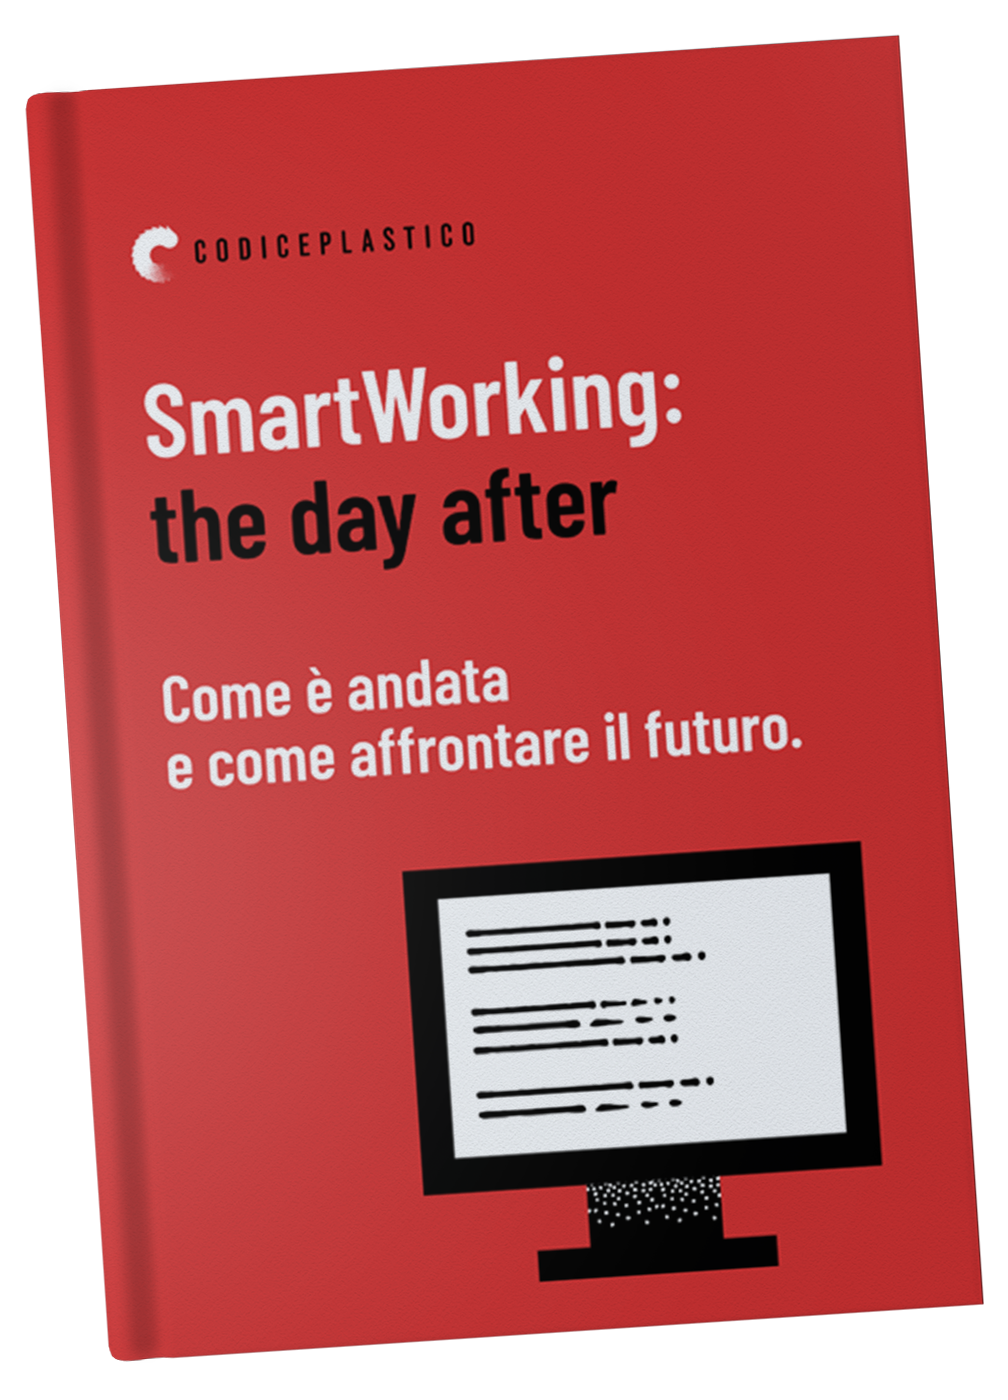 CODICEPLASTICO
SmartWorking:
the day after
Come è andata
e come affrontare il futuro.